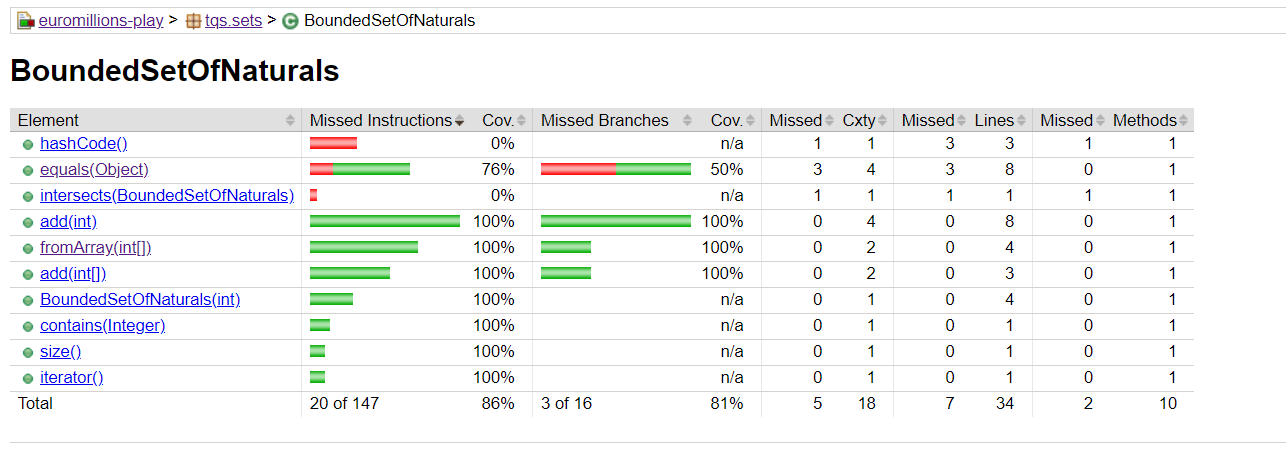 euromillions-play > tqs.sets > BoundedSetOfNaturals
BoundedSetOfNaturals
Element Missed Instructions Cov. Missed Branches Cov. Missed Cxty Missed Lines Missed Methods
hashCode() 0% n/a 1 1 3 3 1 1
equals(Object) 76% 50% 3 4 3 8 0 1
intersects(BoundedSetOfNaturals) 0% n/a 1 1 1 1 1 1
add(int) 100% 100% 0 4 0 8 0 1
fromArray(int[]) 100% 100% 0 2 0 4 0 1
add(int[]) 100% 100% 0 2 0 3 0 1
BoundedSetOfNaturals(int) 100% n/a 0 1 0 4 0 1
contains(Integer) 100% n/a 0 1 0 1 0 1
size() 100% n/a 0 1 0 1 0 1
iterator() 100% n/a 0 1 0 1 0 1
Total 20 of 147 86% 3 of 16 81% 5 18 7 34 2 10